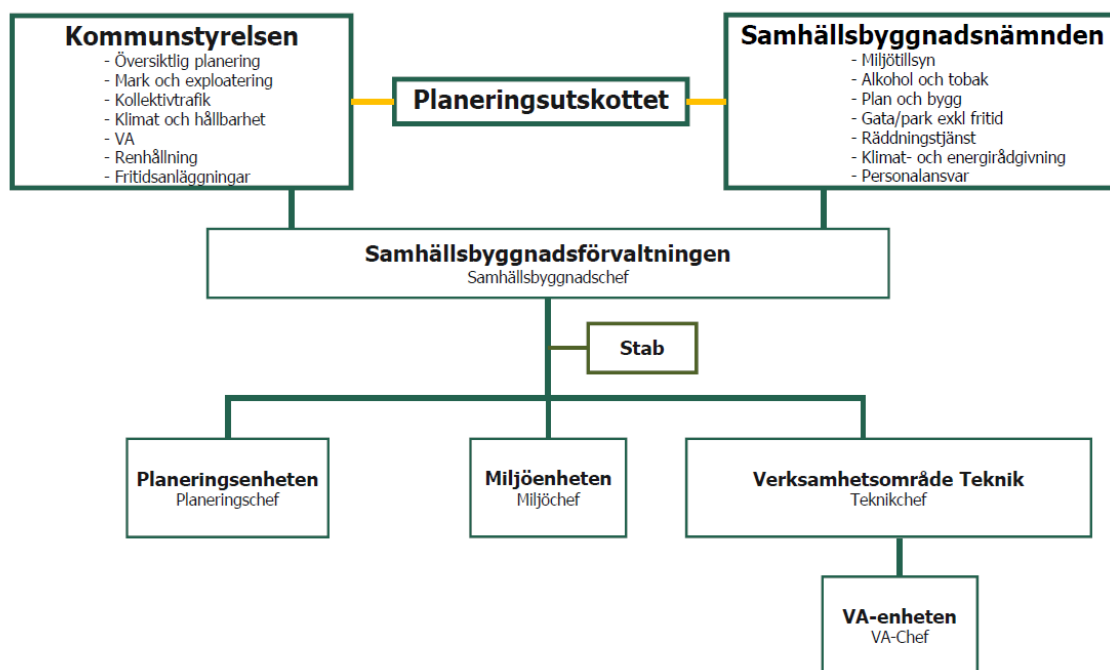 Kommunstyrelsen
- Översiktlig planering
- Mark och exploatering
- Kollektivtrafik
- Klimat och hållbarhet
- VA
- Renhållning
- Fritidsanläggningar
Planeringsutskottet
Samhällsbyggnadsnämnden
- Miljötillsyn
- Alkohol och tobak
- Plan och bygg
- Gata/park exkl fritid
- Räddningstjänst
- Klimat- och energirådgivning
- Personalansvar
Samhällsbyggnadsförvaltningen
Samhällsbyggnadschef
Stab
Planeringsenheten
Planeringschef
Miljöenheten
Miljöchef
Verksamhetsområde Teknik
Teknikchef
VA-enheten
VA-Chef